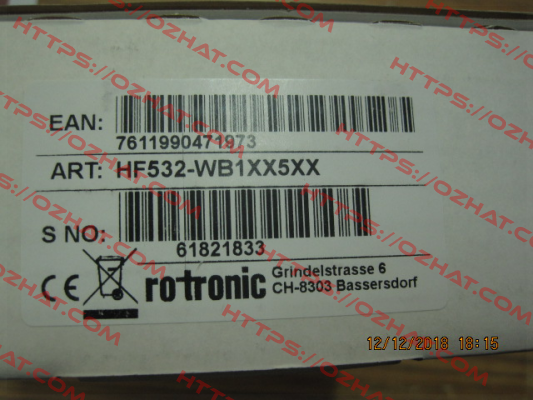 EAN:
7611990471973
ART: HF532-WB1XX5XX
S NO:
61821833
CE rotronic Grindelstrasse 6
CH-8303 Bassersdorf
12/12/2018 18:15
HTTPS://OZHAT.COM